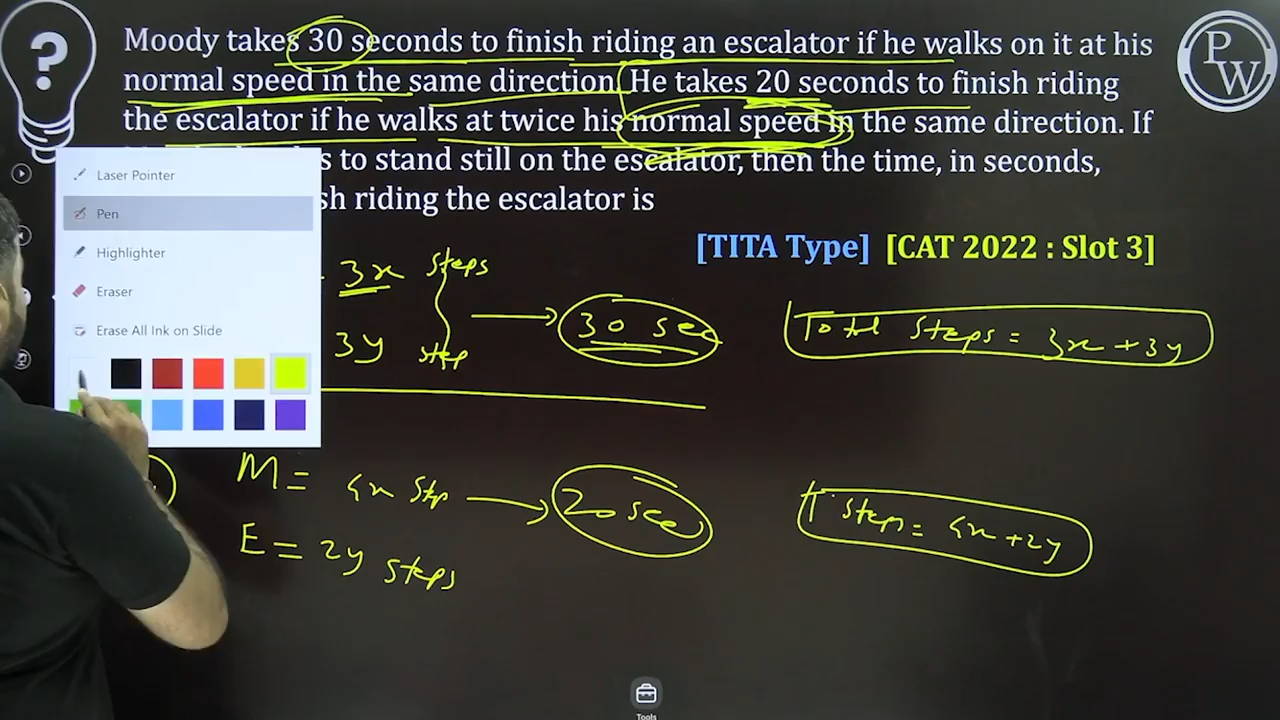 Moody takes 30 seconds to finish riding an escalator if he walks on it at his
normal speed in the same direction. He takes 20 seconds to finish riding
the escalator if he walks at twice his normal speed in the same direction. If
s to stand still on the escalator, then the time, in seconds,
sh riding the escalator is
PW
[TITA Type] [CAT 2022 : Slot 3]
Laser Pointer
Pen
Highlighter
Eraser
Erase All Ink on Slide
= 3x steps
3y step
30 sec
Total Steps = 3x + 3y
M = 4x Step
20 sec
T Steps = 4x + 2y
E = 2y steps
Tools